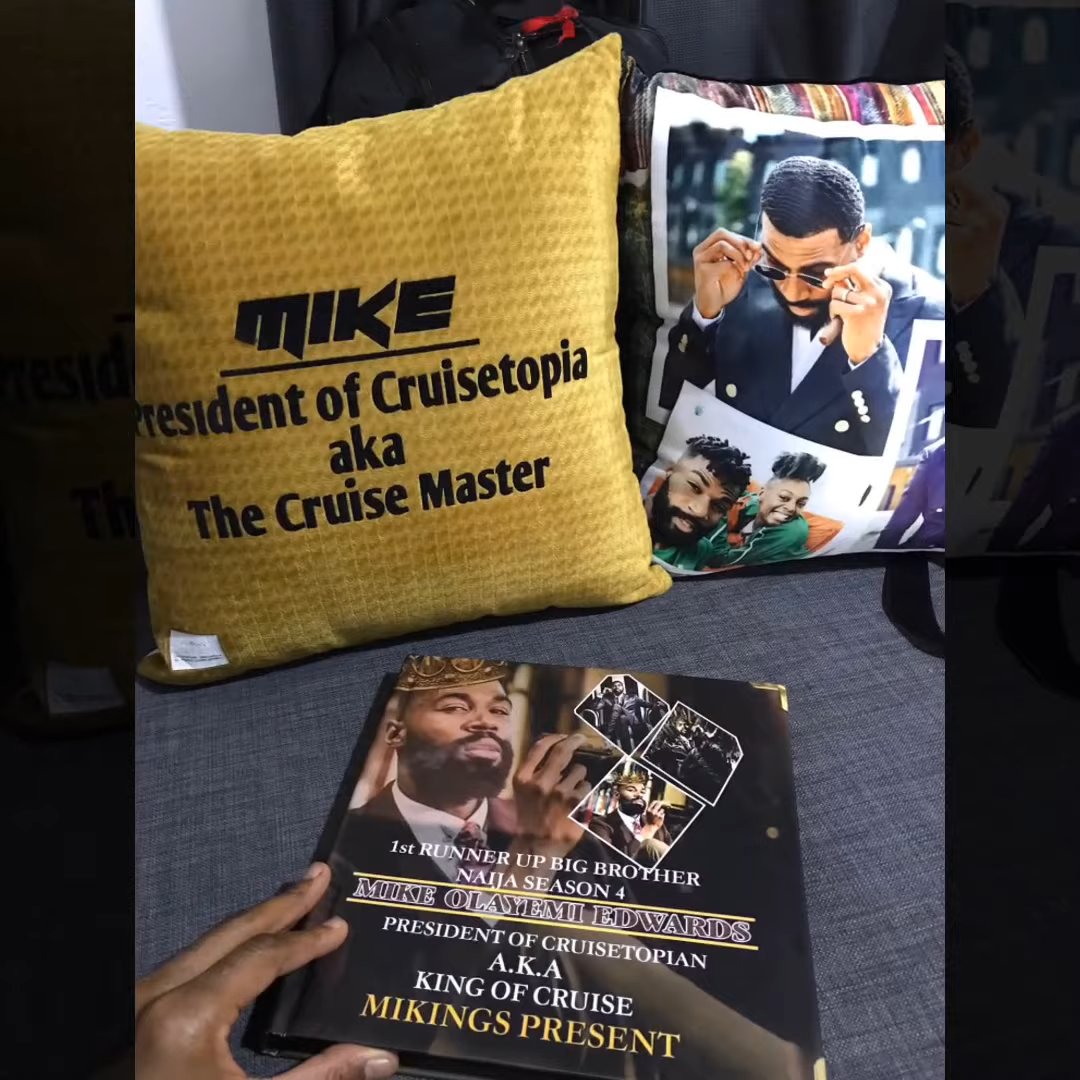 MIKE
President of Cruisetopia
aka
The Cruise Master
1st RUNNER UP BIG BROTHER
NAIJA SEASON 4
MIKE OLAYEMI EDWARDS
PRESIDENT OF CRUISETOPIAN
A.K.A
KING OF CRUISE
MIKINGS PRESENT